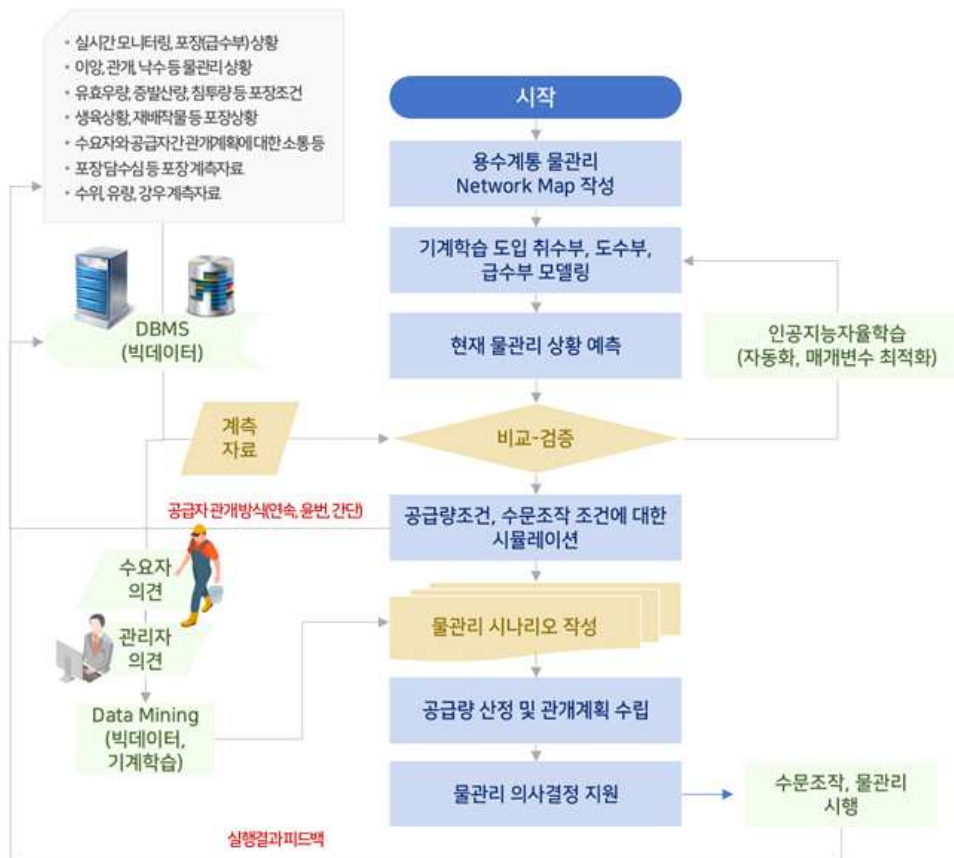 • 실시간 모니터링, 포장(급수부) 상황
• 이앙, 관개, 낙수 등 물관리 상황
• 유효우량, 증발산량, 침투량 등 포장조건
• 생육상황, 재배작물 등 포장상황
• 수요자와 공급자간 관개계획에 대한 소통 등
• 포장 담수심 등 포장 계측자료
• 수위, 유량, 강우 계측자료
DBMS
(빅데이터)
시작
용수계통 물관리
Network Map 작성
기계학습 도입 취수부, 도수부,
급수부 모델링
현재 물관리 상황 예측
인공지능자율학습
(자동화, 매개변수 최적화)
계측
자료
비교-검증
공급자 관개 방식(연속, 윤번, 간단)
공급량조건, 수문조작 조건에 대한
시뮬레이션
수요자
의견
관리자
의견
물관리 시나리오 작성
Data Mining
(빅데이터,
기계학습)
공급량 산정 및 관개계획 수립
물관리 의사결정 지원
수문조작, 물관리
시행
실행결과 피드백